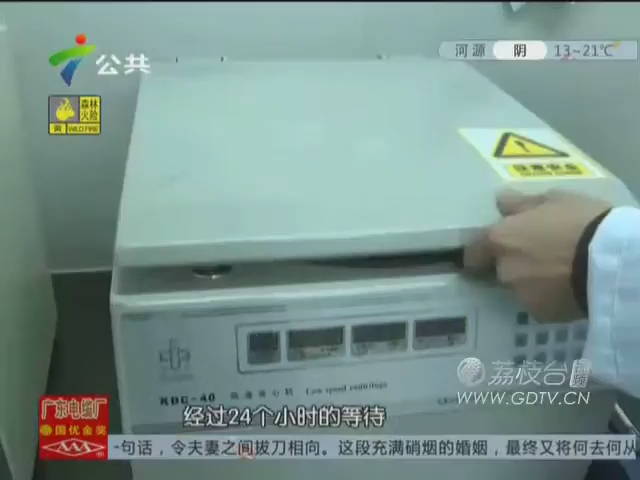 公共
河源 阴 13~21℃
森林火险
黄 WILD FIRE
KDC-40 低速离心机 Low speed centrifuge
荔枝台 视频
WWW.GDTV.CN
经过24个小时的等待
广东电缆厂
国优金奖
一句话，令夫妻之间拔刀相向。这段充满硝烟的婚姻，最终又将何去何从